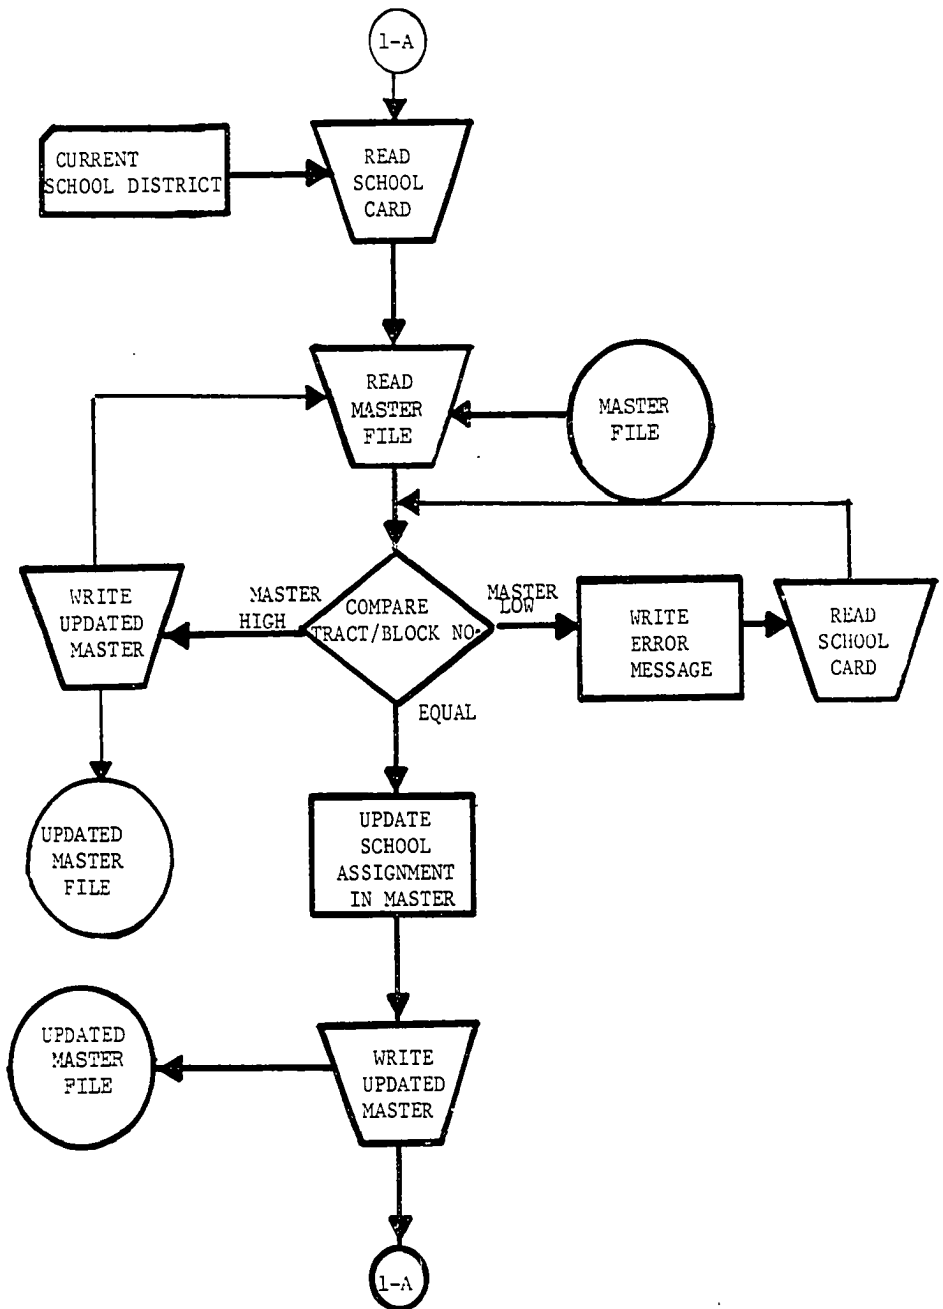 1-A
CURRENT
SCHOOL DISTRICT
READ
SCHOOL
CARD
READ
MASTER
FILE
MASTER
FILE
WRITE
UPDATED
MASTER
MASTER
HIGH
COMPARE
TRACT/BLOCK NO.
MASTER
LOW
WRITE
ERROR
MESSAGE
READ
SCHOOL
CARD
EQUAL
UPDATED
MASTER
FILE
UPDATE
SCHOOL
ASSIGNMENT
IN MASTER
UPDATED
MASTER
FILE
WRITE
UPDATED
MASTER
1-A